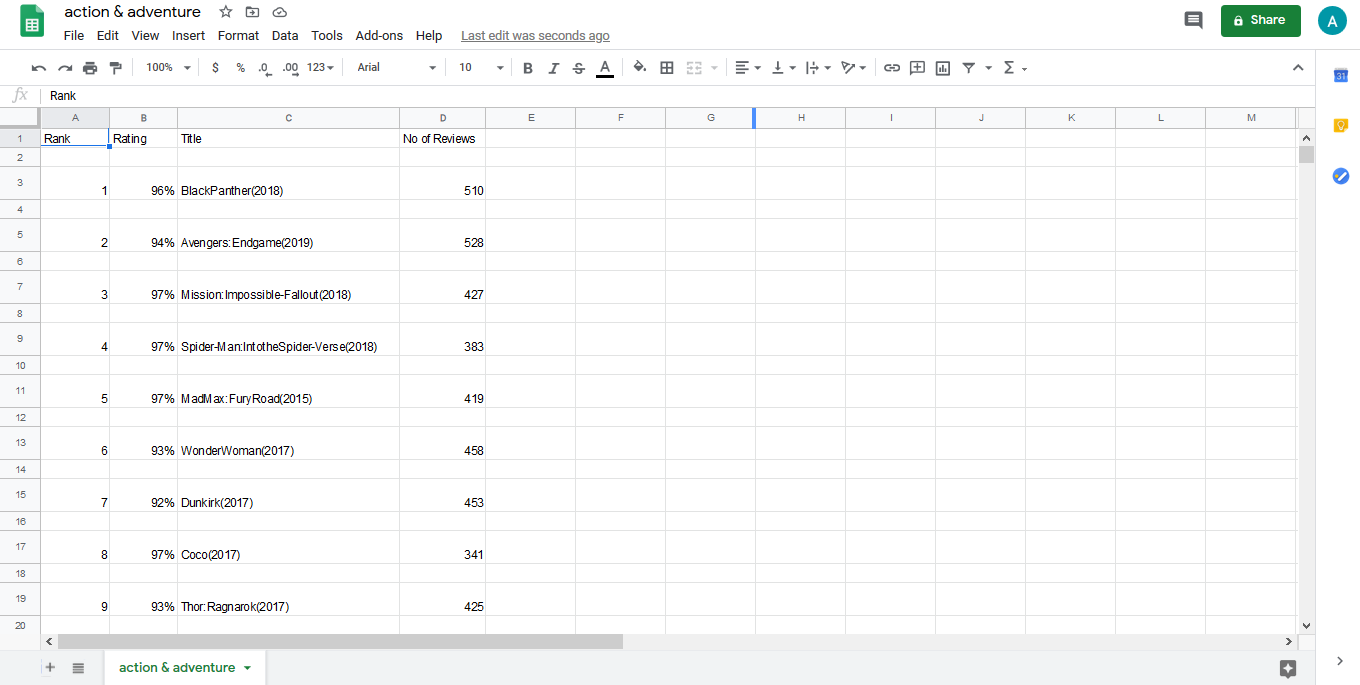 action & adventure
File Edit View Insert Format Data Tools Add-ons Help Last edit was seconds ago
Share
A
100% $ % .0 .00 123 Arial 10 B I S A Σ
31
fx Rank
A B C D E F G H I J K L M
1 Rank Rating Title No of Reviews
2
3 1 96% BlackPanther(2018) 510
4
5 2 94% Avengers:Endgame(2019) 528
6
7 3 97% Mission:Impossible-Fallout(2018) 427
8
9 4 97% Spider-Man:IntotheSpider-Verse(2018) 383
10
11 5 97% MadMax:FuryRoad(2015) 419
12
13 6 93% WonderWoman(2017) 458
14
15 7 92% Dunkirk(2017) 453
16
17 8 97% Coco(2017) 341
18
19 9 93% Thor:Ragnarok(2017) 425
20
action & adventure